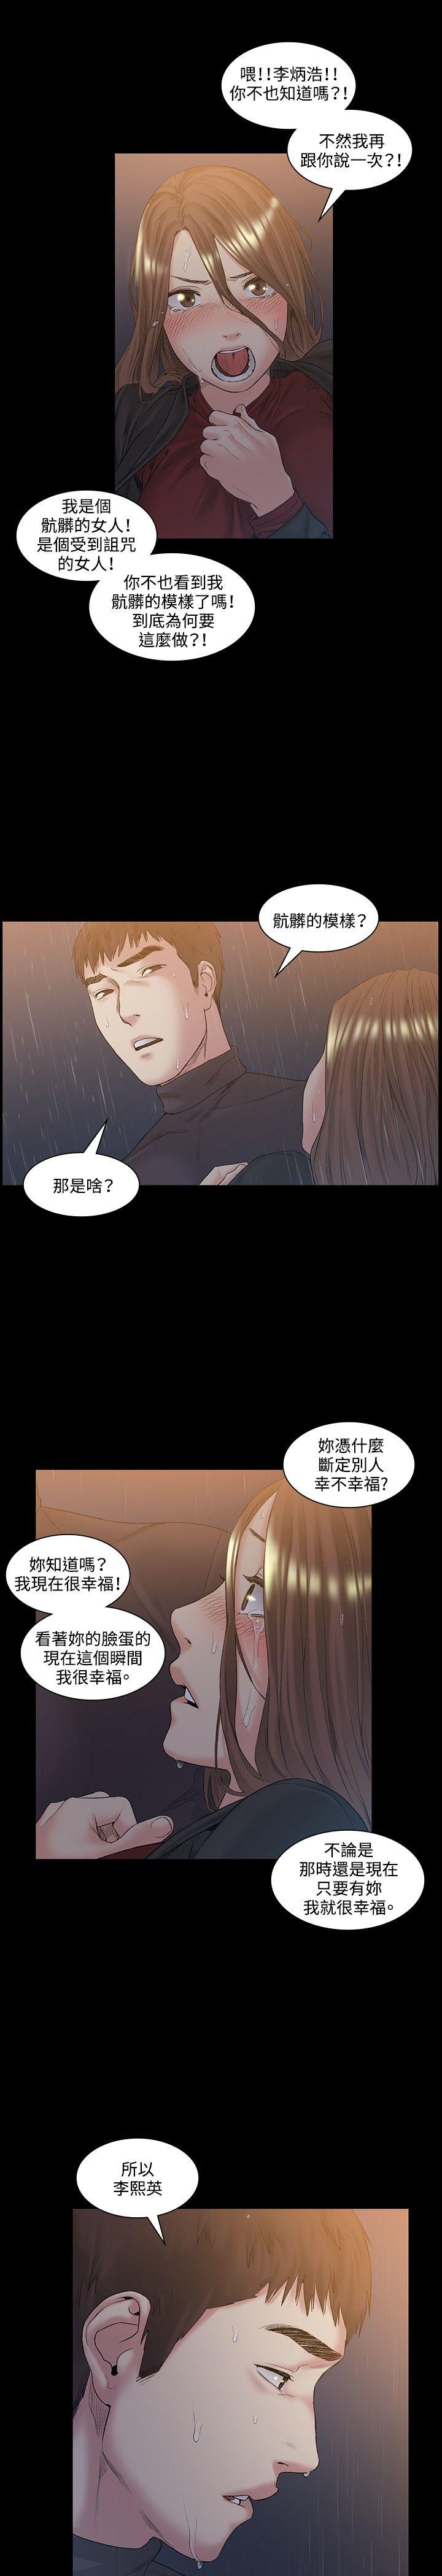 喂!!李炳浩!!
你不也知道嗎?!
不然我再
跟你說一次?!
我是個
骯髒的女人!
是個受到詛咒
的女人!
你不也看到我
骯髒的模樣了嗎!
到底為何要
這麼做?!
骯髒的模樣?
那是啥?
妳憑什麼
斷定別人
幸不幸福?
妳知道嗎?
我現在很幸福!
看著妳的臉蛋的
現在這個瞬間
我很幸福。
不論是
那時還是現在
只要有妳
我就很幸福。
所以
李熙英